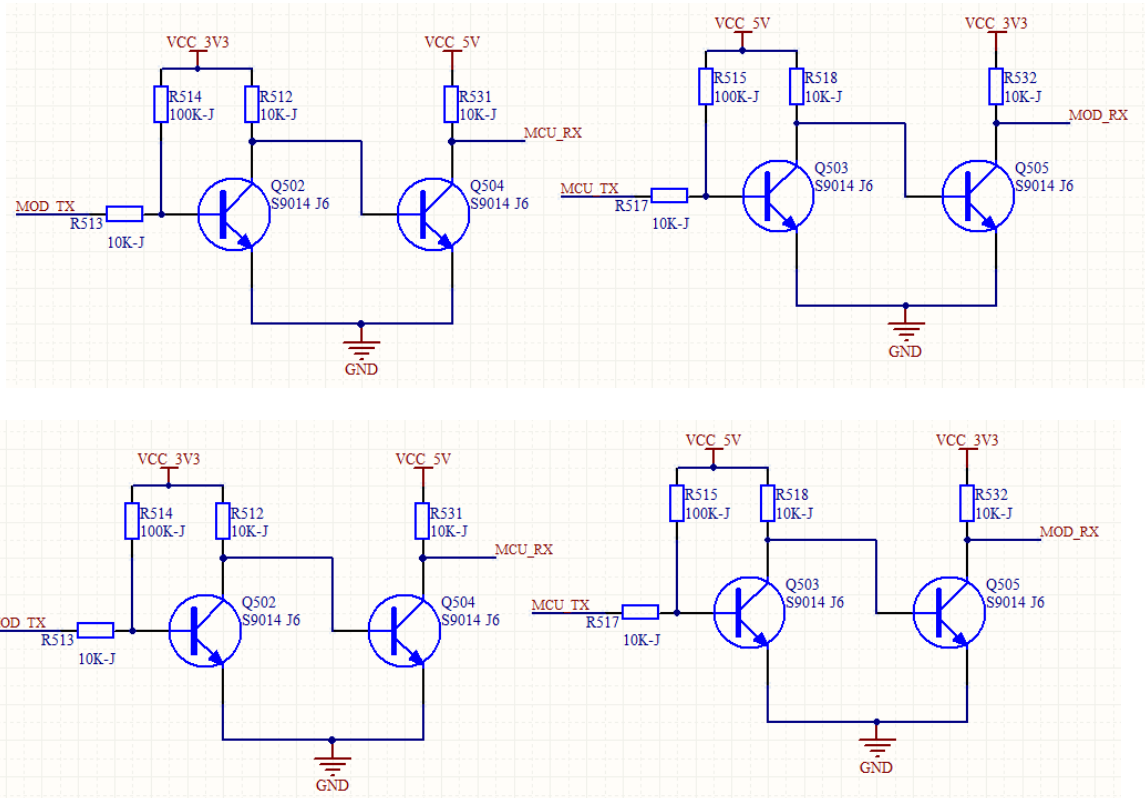 VCC_3V3
VCC_5V
R514
100K-J
R512
10K-J
R531
10K-J
MCU_RX
Q502
S9014 J6
Q504
S9014 J6
MOD_TX
R513
10K-J
GND
VCC_5V
VCC_3V3
R515
100K-J
R518
10K-J
R532
10K-J
MOD_RX
Q503
S9014 J6
Q505
S9014 J6
MCU_TX
R517
10K-J
GND
VCC_3V3
VCC_5V
R514
100K-J
R512
10K-J
R531
10K-J
MCU_RX
Q502
S9014 J6
Q504
S9014 J6
OD_TX
R513
10K-J
GND
VCC_5V
VCC_3V3
R515
100K-J
R518
10K-J
R532
10K-J
MOD_RX
Q503
S9014 J6
Q505
S9014 J6
MCU_TX
R517
10K-J
GND